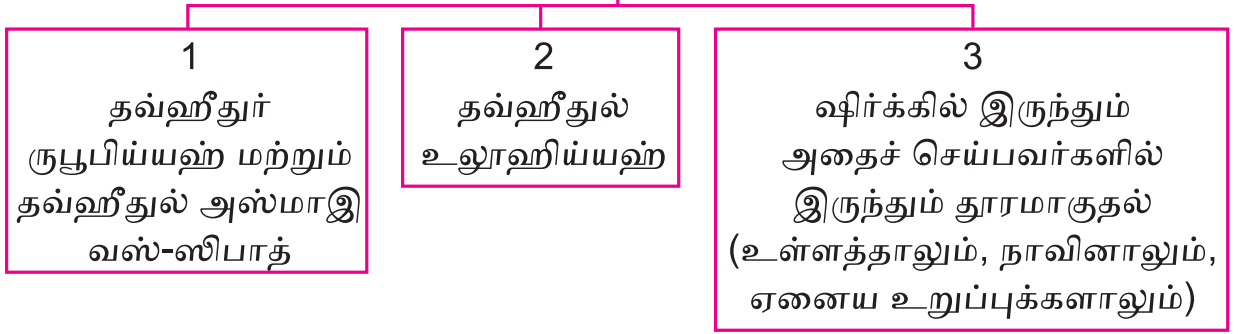 1
தவ்ஹீதுர்
ருபூபிய்யஹ் மற்றும்
தவ்ஹீதுல் அஸ்மாஇ
வஸ்-ஸிபாத்
2
தவ்ஹீதுல்
உலூஹிய்யஹ்
3
ஷிர்க்கில் இருந்தும்
அதைச் செய்பவர்களில்
இருந்தும் தூரமாகுதல்
(உள்ளத்தாலும், நாவினாலும்,
ஏனைய உறுப்புக்களாலும்)